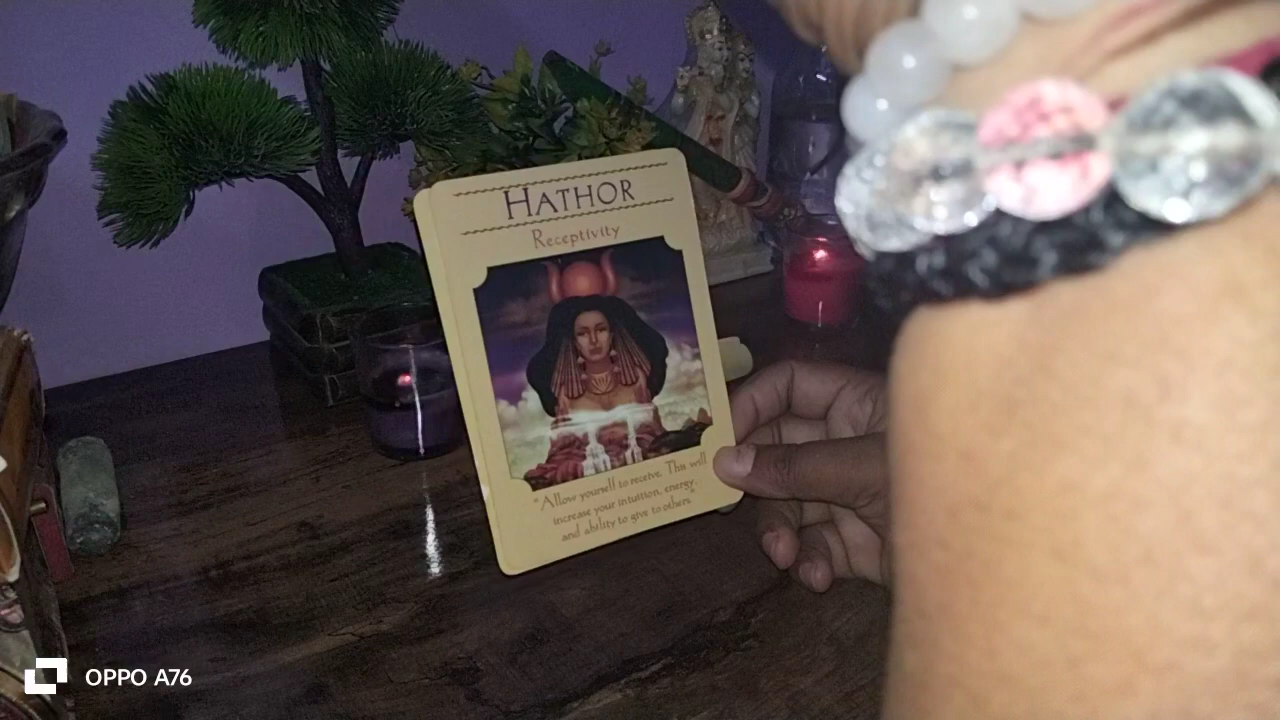 HATHOR
Receptivity
"Allow yourself to receive. This will
increase your intuition, energy,
and ability to give to others."
OPPO A76